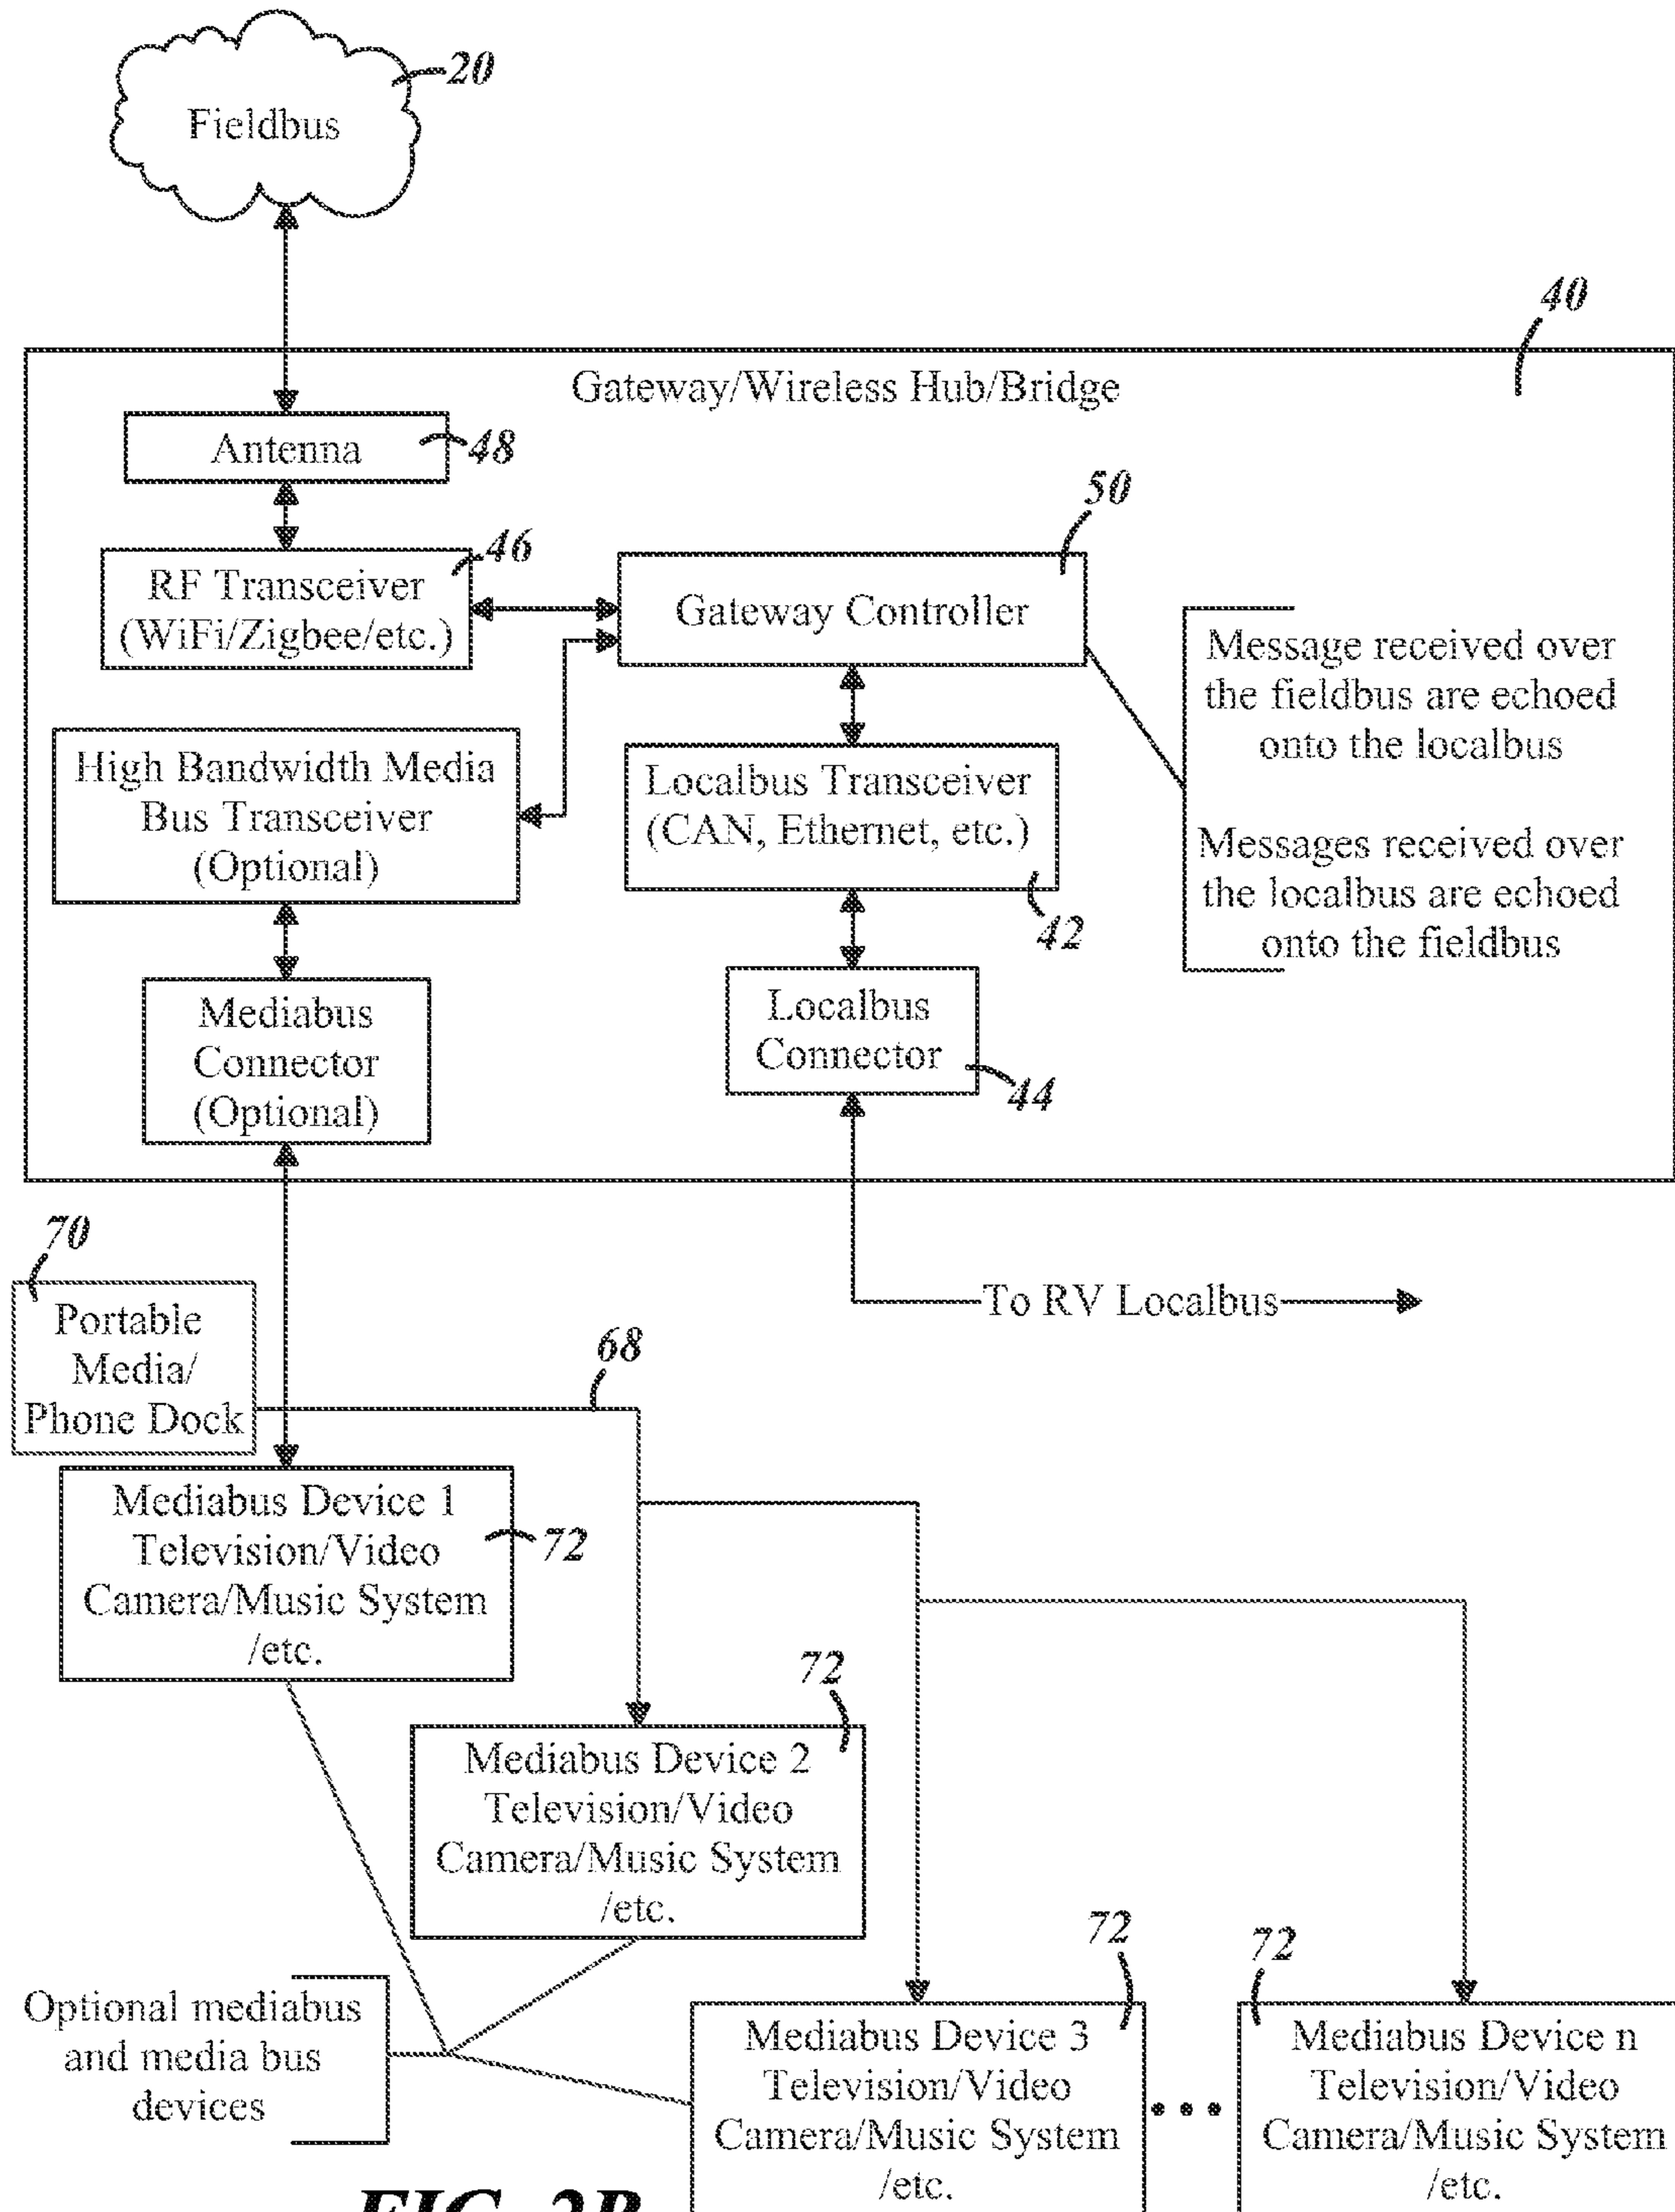 20
Fieldbus
40
Gateway/Wireless Hub/Bridge
Antenna
48
50
46
RF Transceiver
(WiFi/Zigbee/etc.)
Gateway Controller
Message received over
the fieldbus are echoed
onto the localbus
Messages received over
the localbus are echoed
onto the fieldbus
High Bandwidth Media
Bus Transceiver
(Optional)
Localbus Transceiver
(CAN, Ethernet, etc.)
42
Mediabus
Connector
(Optional)
Localbus
Connector
44
70
Portable
Media/
Phone Dock
To RV Localbus
68
Mediabus Device 1
Television/Video
Camera/Music System
/etc.
72
72
Mediabus Device 2
Television/Video
Camera/Music System
/etc.
72
72
Optional mediabus
and media bus
devices
Mediabus Device 3
Television/Video
Camera/Music System
/etc.
Mediabus Device n
Television/Video
Camera/Music System
/etc.
FIG. 2B